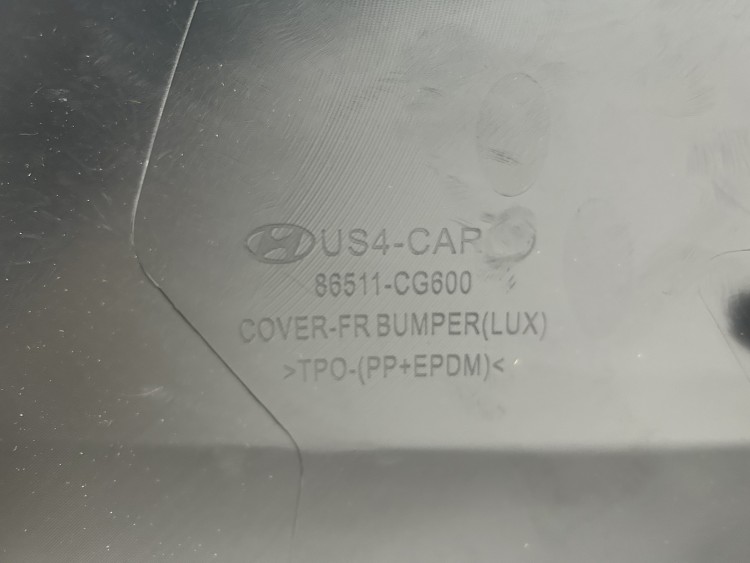 US4-CAR
86511-CG600
COVER-FR BUMPER(LUX)
>TPO-(PP+EPDM)<